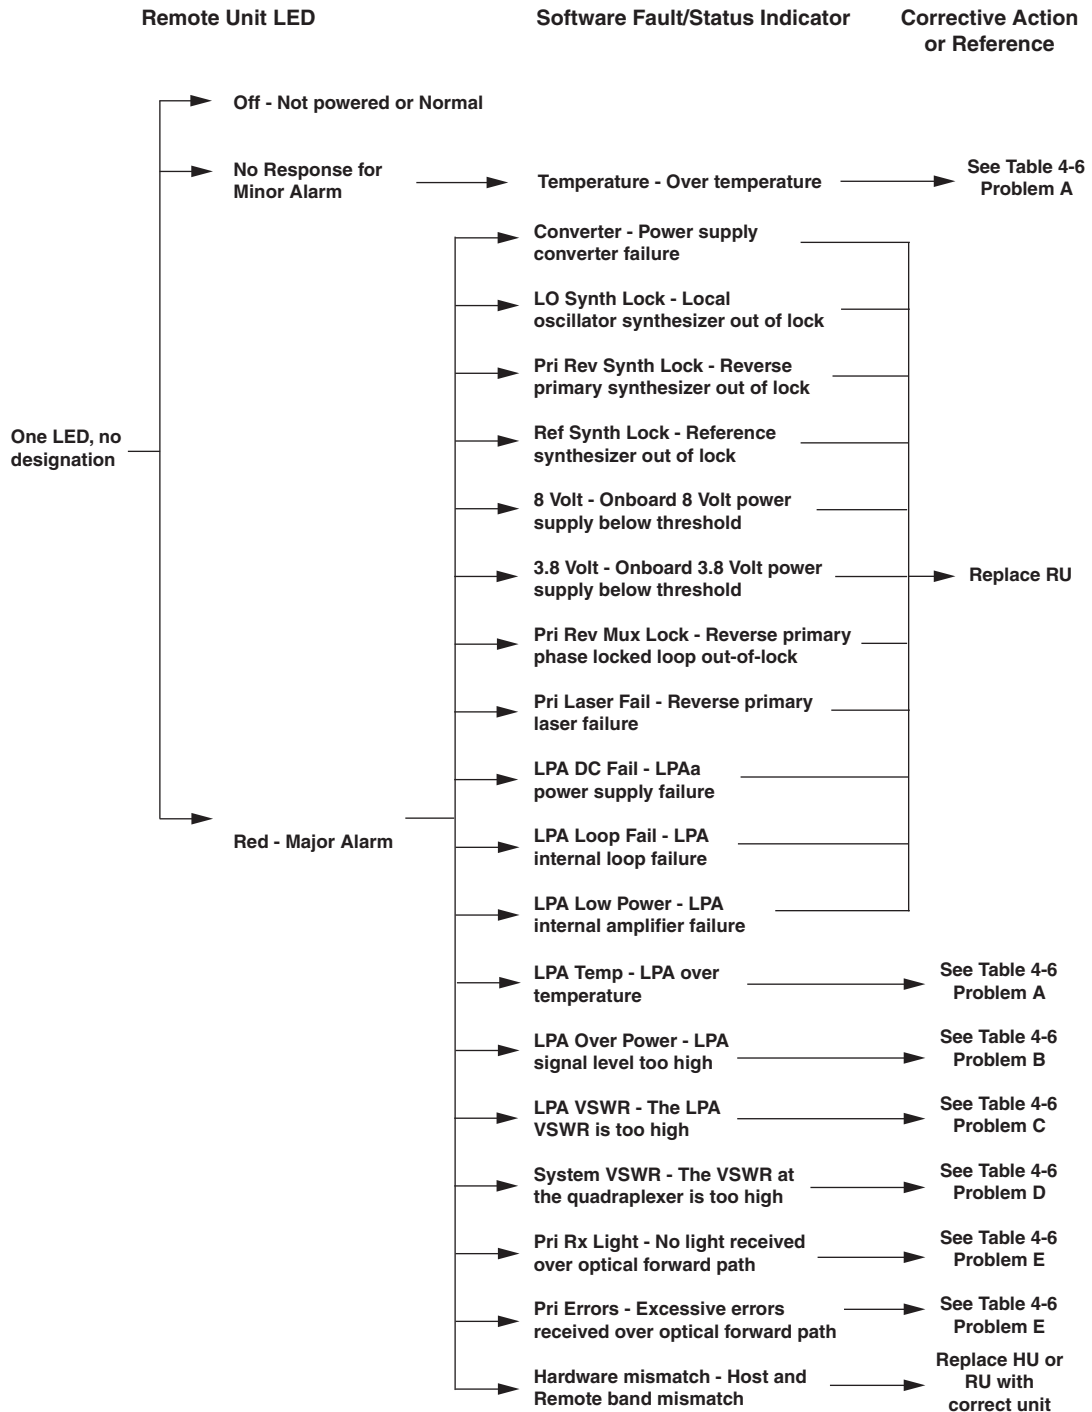 Remote Unit LED
Software Fault/Status Indicator
Corrective Action
or Reference
Off - Not powered or Normal
No Response for
Minor Alarm
Temperature - Over temperature
See Table 4-6
Problem A
Converter - Power supply
converter failure
LO Synth Lock - Local
oscillator synthesizer out of lock
Pri Rev Synth Lock - Reverse
primary synthesizer out of lock
One LED, no
designation
Ref Synth Lock - Reference
synthesizer out of lock
8 Volt - Onboard 8 Volt power
supply below threshold
3.8 Volt - Onboard 3.8 Volt power
supply below threshold
Replace RU
Pri Rev Mux Lock - Reverse primary
phase locked loop out-of-lock
Pri Laser Fail - Reverse primary
laser failure
LPA DC Fail - LPAa
power supply failure
Red - Major Alarm
LPA Loop Fail - LPA
internal loop failure
LPA Low Power - LPA
internal amplifier failure
LPA Temp - LPA over
temperature
See Table 4-6
Problem A
LPA Over Power - LPA
signal level too high
See Table 4-6
Problem B
LPA VSWR - The LPA
VSWR is too high
See Table 4-6
Problem C
System VSWR - The VSWR at
the quadraplexer is too high
See Table 4-6
Problem D
Pri Rx Light - No light received
over optical forward path
See Table 4-6
Problem E
Pri Errors - Excessive errors
received over optical forward path
See Table 4-6
Problem E
Hardware mismatch - Host and
Remote band mismatch
Replace HU or
RU with
correct unit